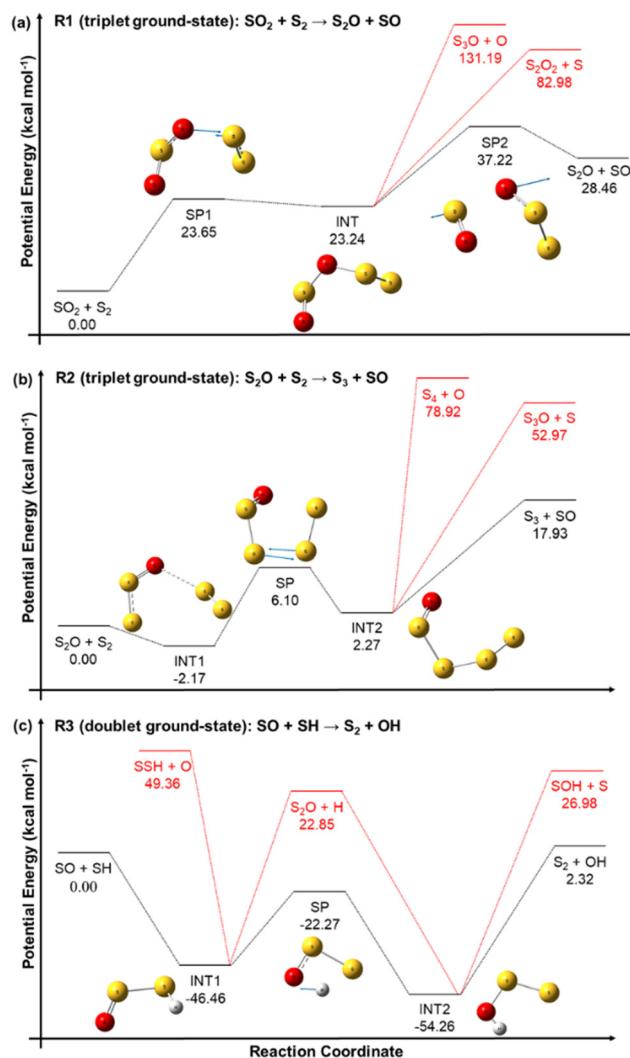 (a) R1 (triplet ground-state): SO₂ + S₂ → S₂O + SO
S₃O + O
131.19
S₂O₂ + S
82.98
SP2
37.22
S₂O + SO
28.46
SP1
23.65
INT
23.24
SO₂ + S₂
0.00
Potential Energy (kcal mol⁻¹)
(b) R2 (triplet ground-state): S₂O + S₂ → S₃ + SO
S₄ + O
78.92
S₃O + S
52.97
S₃ + SO
17.93
SP
6.10
INT2
2.27
S₂O + S₂
0.00
INT1
-2.17
Potential Energy (kcal mol⁻¹)
(c) R3 (doublet ground-state): SO + SH → S₂ + OH
SSH + O
49.36
S₂O + H
22.85
SOH + S
26.98
SO + SH
0.00
S₂ + OH
2.32
SP
-22.27
INT1
-46.46
INT2
-54.26
Potential Energy (kcal mol⁻¹)
Reaction Coordinate